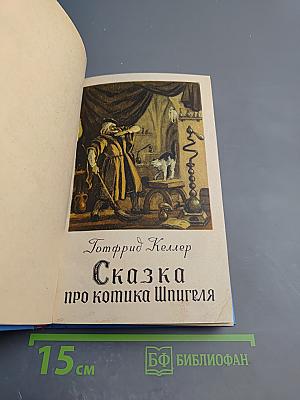 Готфрид Келлер
Сказка
про котика Шпигеля
15 см
БФ БИБЛИОФАН